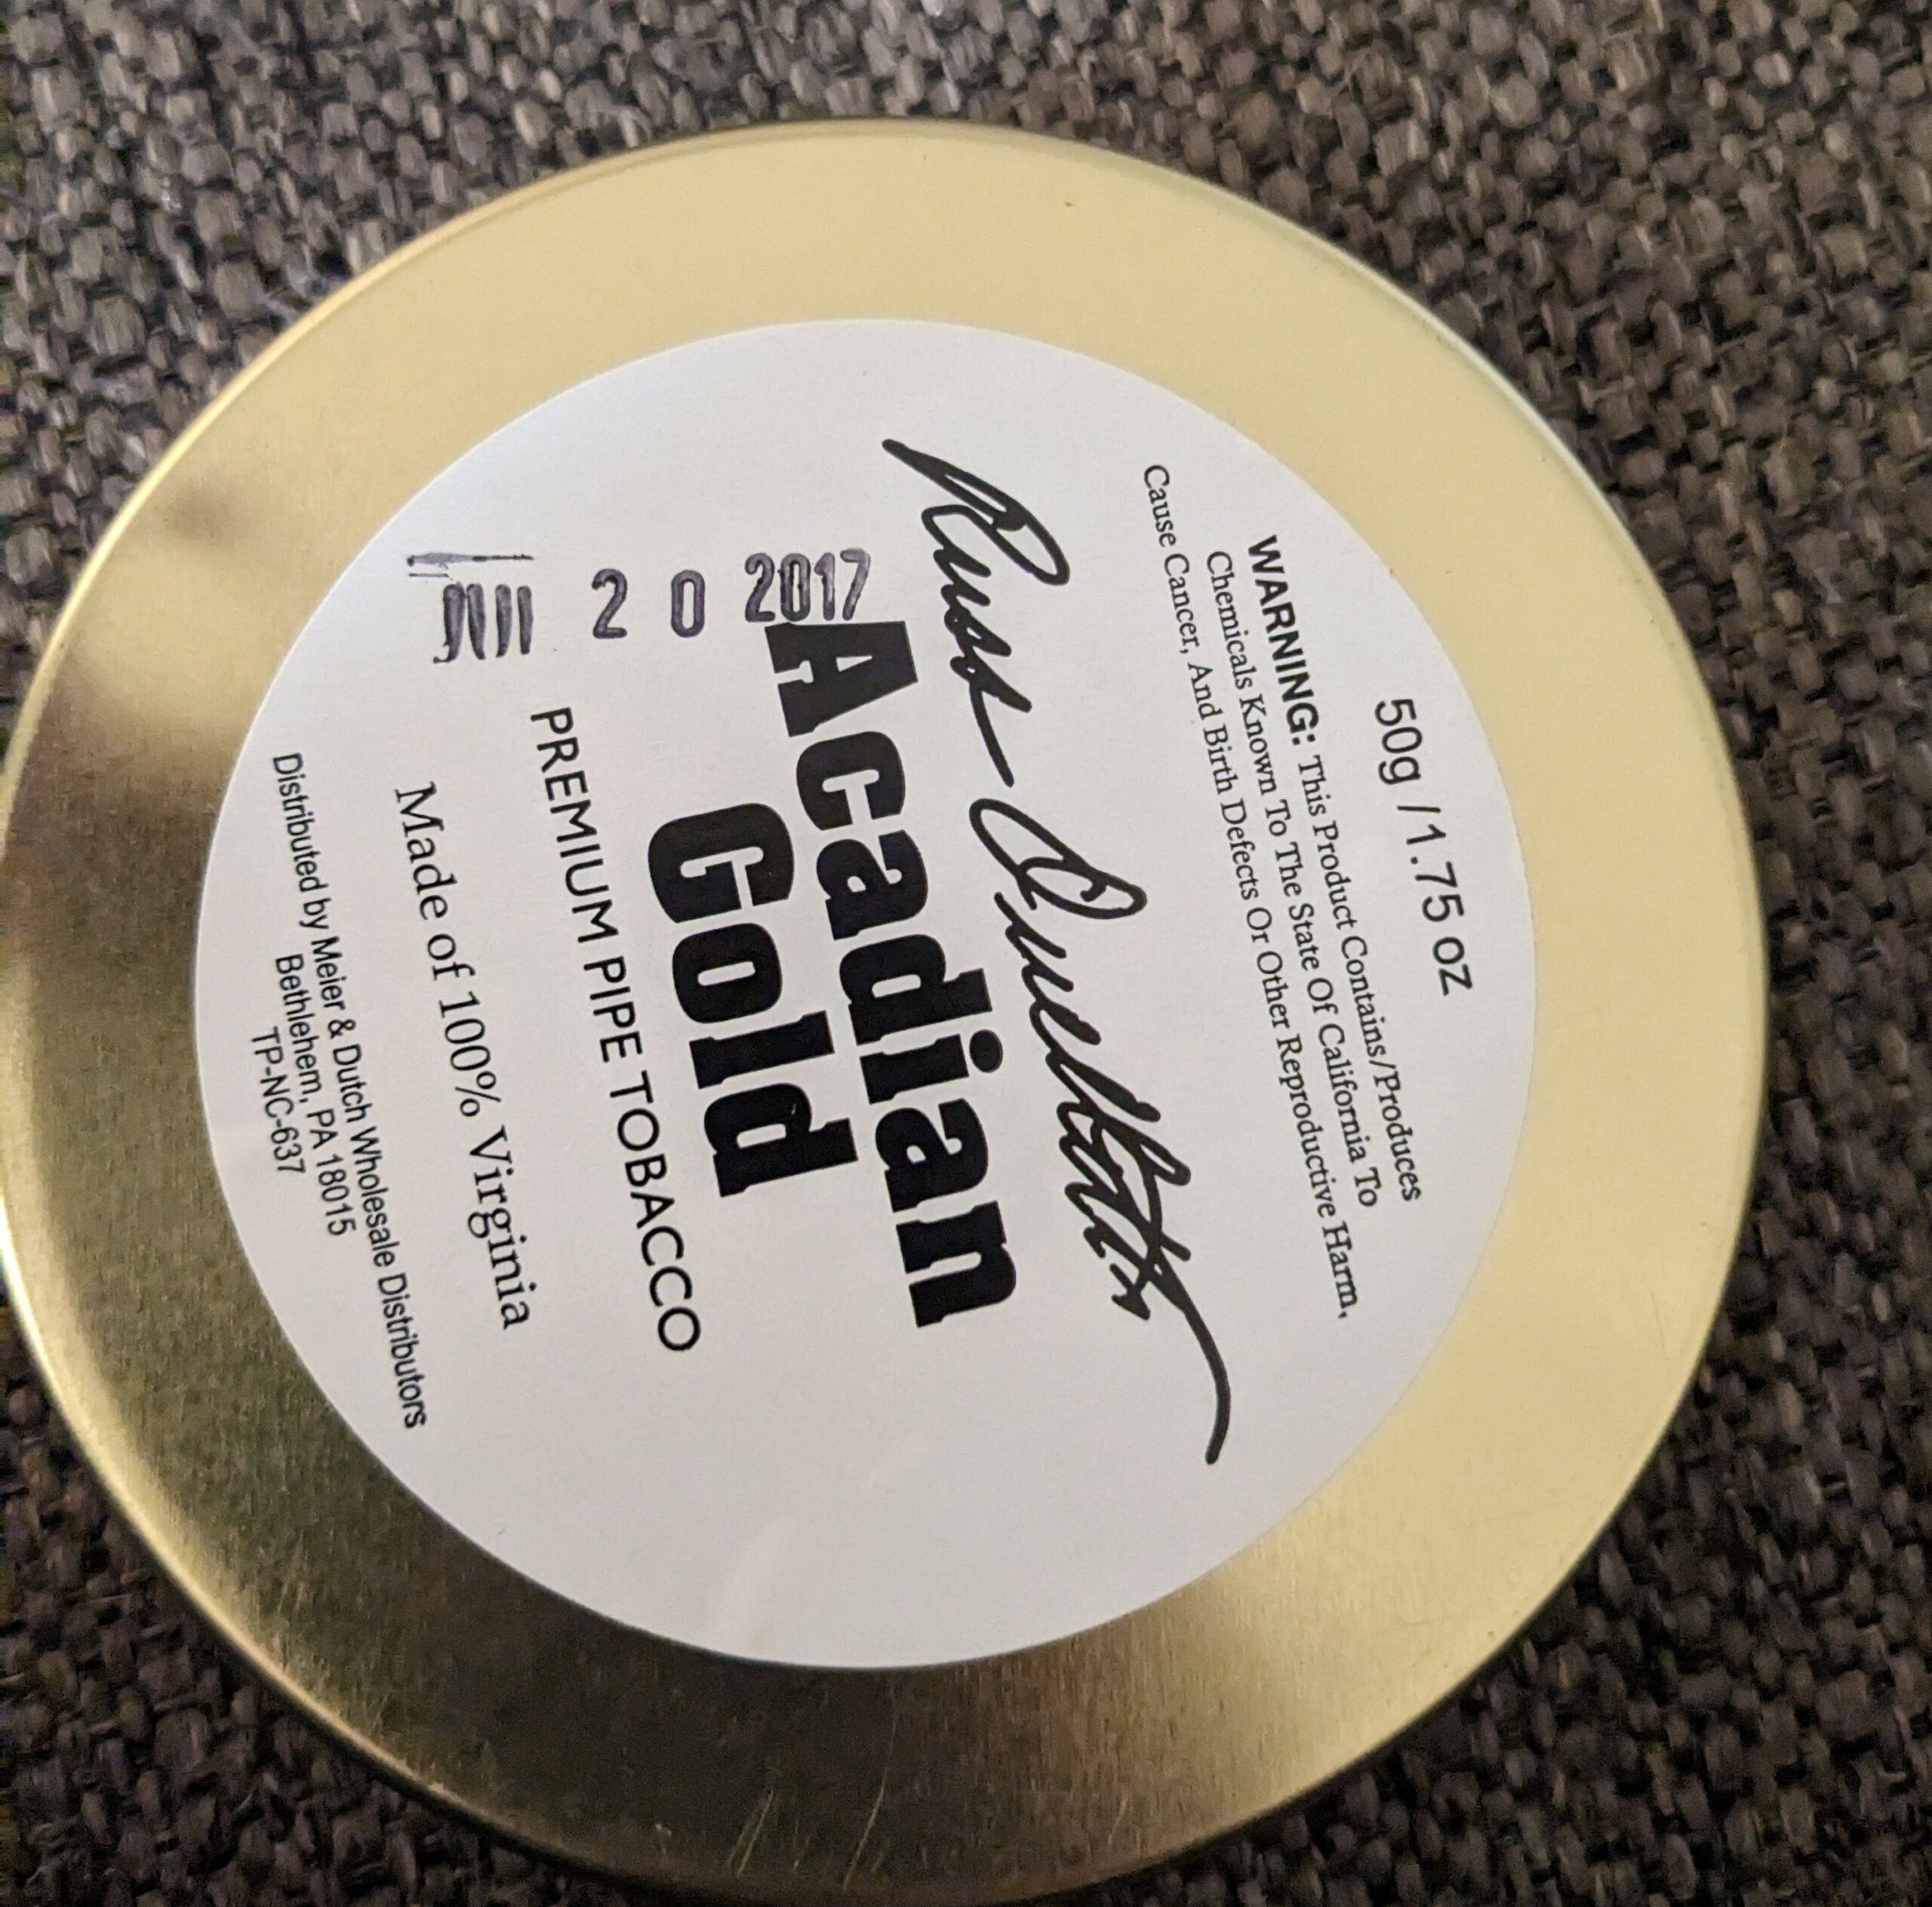 50g / 1.75 oz
WARNING: This Product Contains/Produces
Chemicals Known To The State Of California To
Cause Cancer, And Birth Defects Or Other Reproductive Harm,
Russ Ouellette
2 0 2017
Acadian
Gold
PREMIUM PIPE TOBACCO
Made of 100% Virginia
Distributed by Meier & Dutch Wholesale Distributors
Bethlehem, PA 18015
TP-NC-637